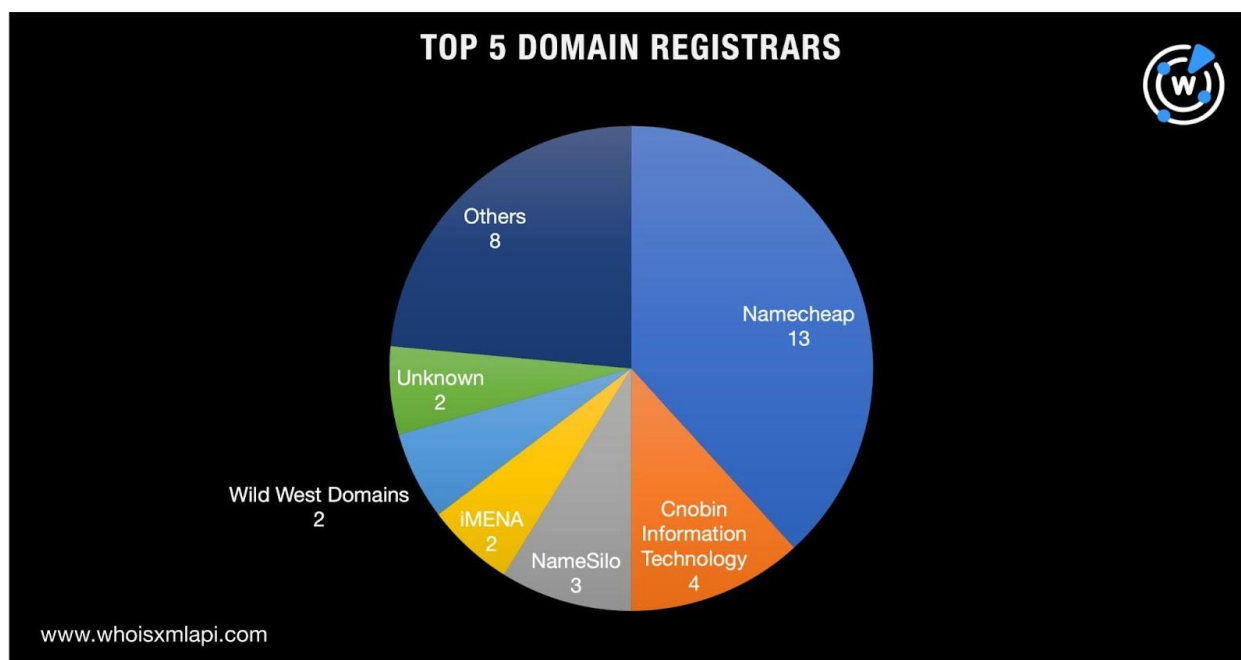 TOP 5 DOMAIN REGISTRARS
W
Others
8
Namecheap
13
Unknown
2
Wild West Domains
2
iMENA
2
NameSilo
3
Cnobin
Information
Technology
4
www.whoisxmlapi.com